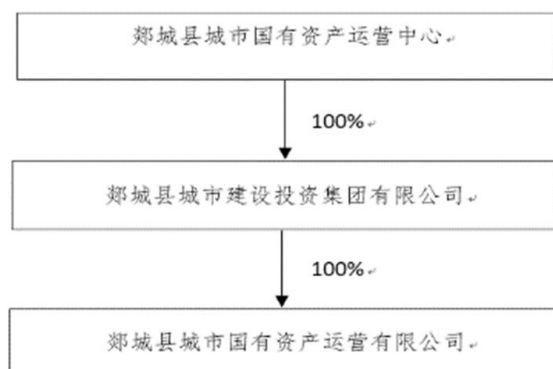 郯城县城市国有资产运营中心
100%
郯城县城市建设投资集团有限公司
100%
郯城县城市国有资产运营有限公司